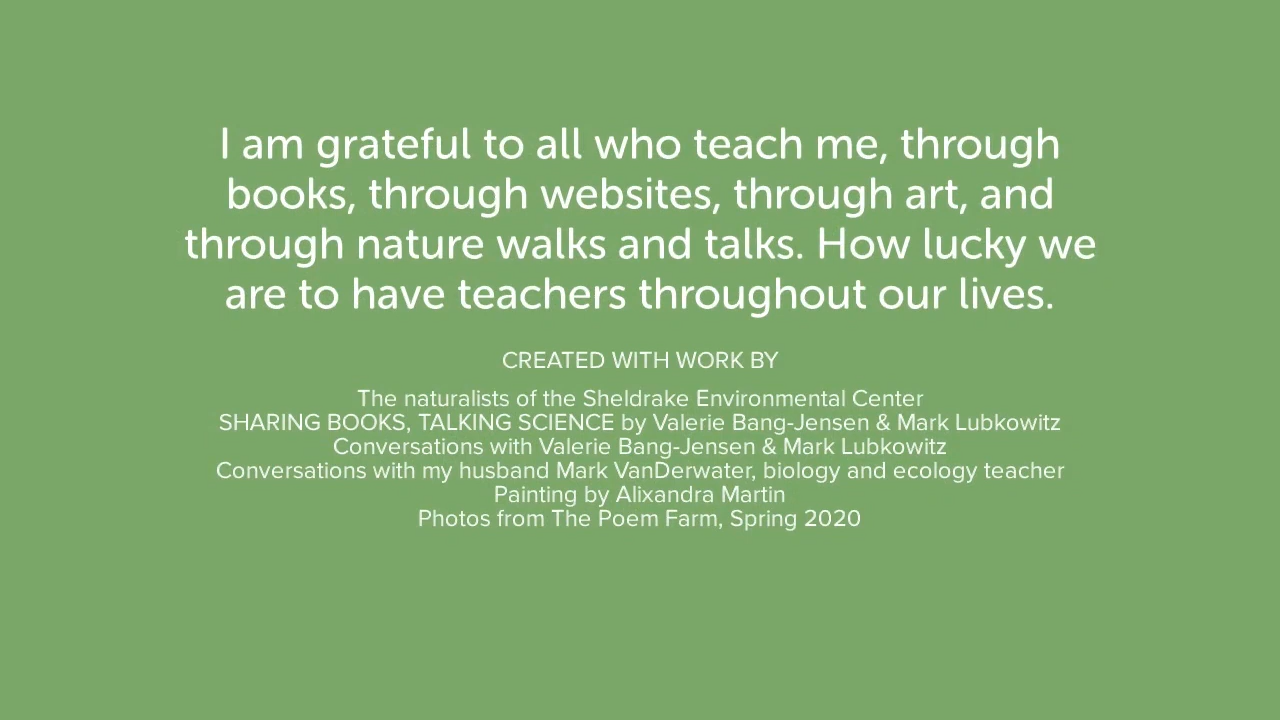 I am grateful to all who teach me, through
books, through websites, through art, and
through nature walks and talks. How lucky we
are to have teachers throughout our lives.
CREATED WITH WORK BY
The naturalists of the Sheldrake Environmental Center
SHARING BOOKS, TALKING SCIENCE by Valerie Bang-Jensen & Mark Lubkowitz
Conversations with Valerie Bang-Jensen & Mark Lubkowitz
Conversations with my husband Mark VanDerwater, biology and ecology teacher
Painting by Alixandra Martin
Photos from The Poem Farm, Spring 2020